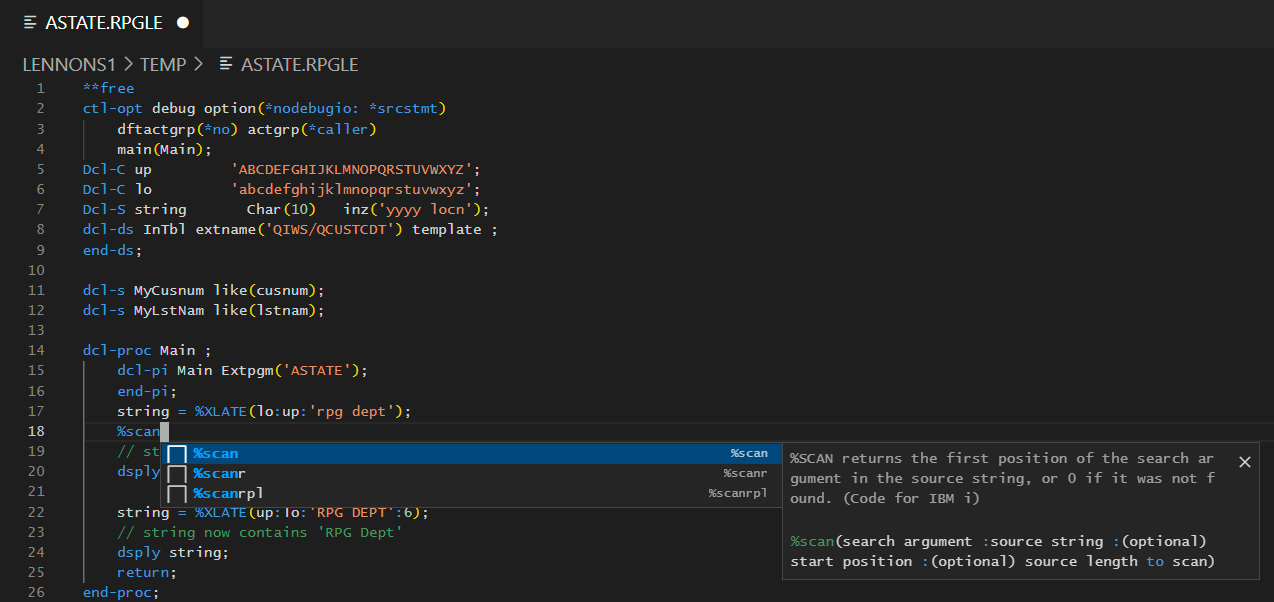 ASTATE.RPGLE
LENNONS1 > TEMP > ASTATE.RPGLE
1 **free
2 ctl-opt debug option(*nodebugio: *srcstmt)
3 dftactgrp(*no) actgrp(*caller)
4 main(Main);
5 Dcl-C up 'ABCDEFGHIJKLMNOPQRSTUVWXYZ';
6 Dcl-C lo 'abcdefghijklmnopqrstuvwxyz';
7 Dcl-S string Char(10) inz('yyyy locn');
8 dcl-ds InTbl extname('QIWS/QCUSTCDT') template ;
9 end-ds;
10
11 dcl-s MyCusnum like(cusnum);
12 dcl-s MyLstNam like(lstnam);
13
14 dcl-proc Main ;
15 dcl-pi Main Extpgm('ASTATE');
16 end-pi;
17 string = %XLATE(lo:up:'rpg dept');
18 %scan
19 // st
20 dsply
21
22 string = %XLATE(up:lo:'RPG DEPT':6);
23 // string now contains 'RPG Dept'
24 dsply string;
25 return;
26 end-proc;
%scan %scan
%scanr %scanr
%scanrpl %scanrpl
%SCAN returns the first position of the search ar
gument in the source string, or 0 if it was not f
ound. (Code for IBM i)
%scan(search argument :source string :(optional)
start position :(optional) source length to scan)